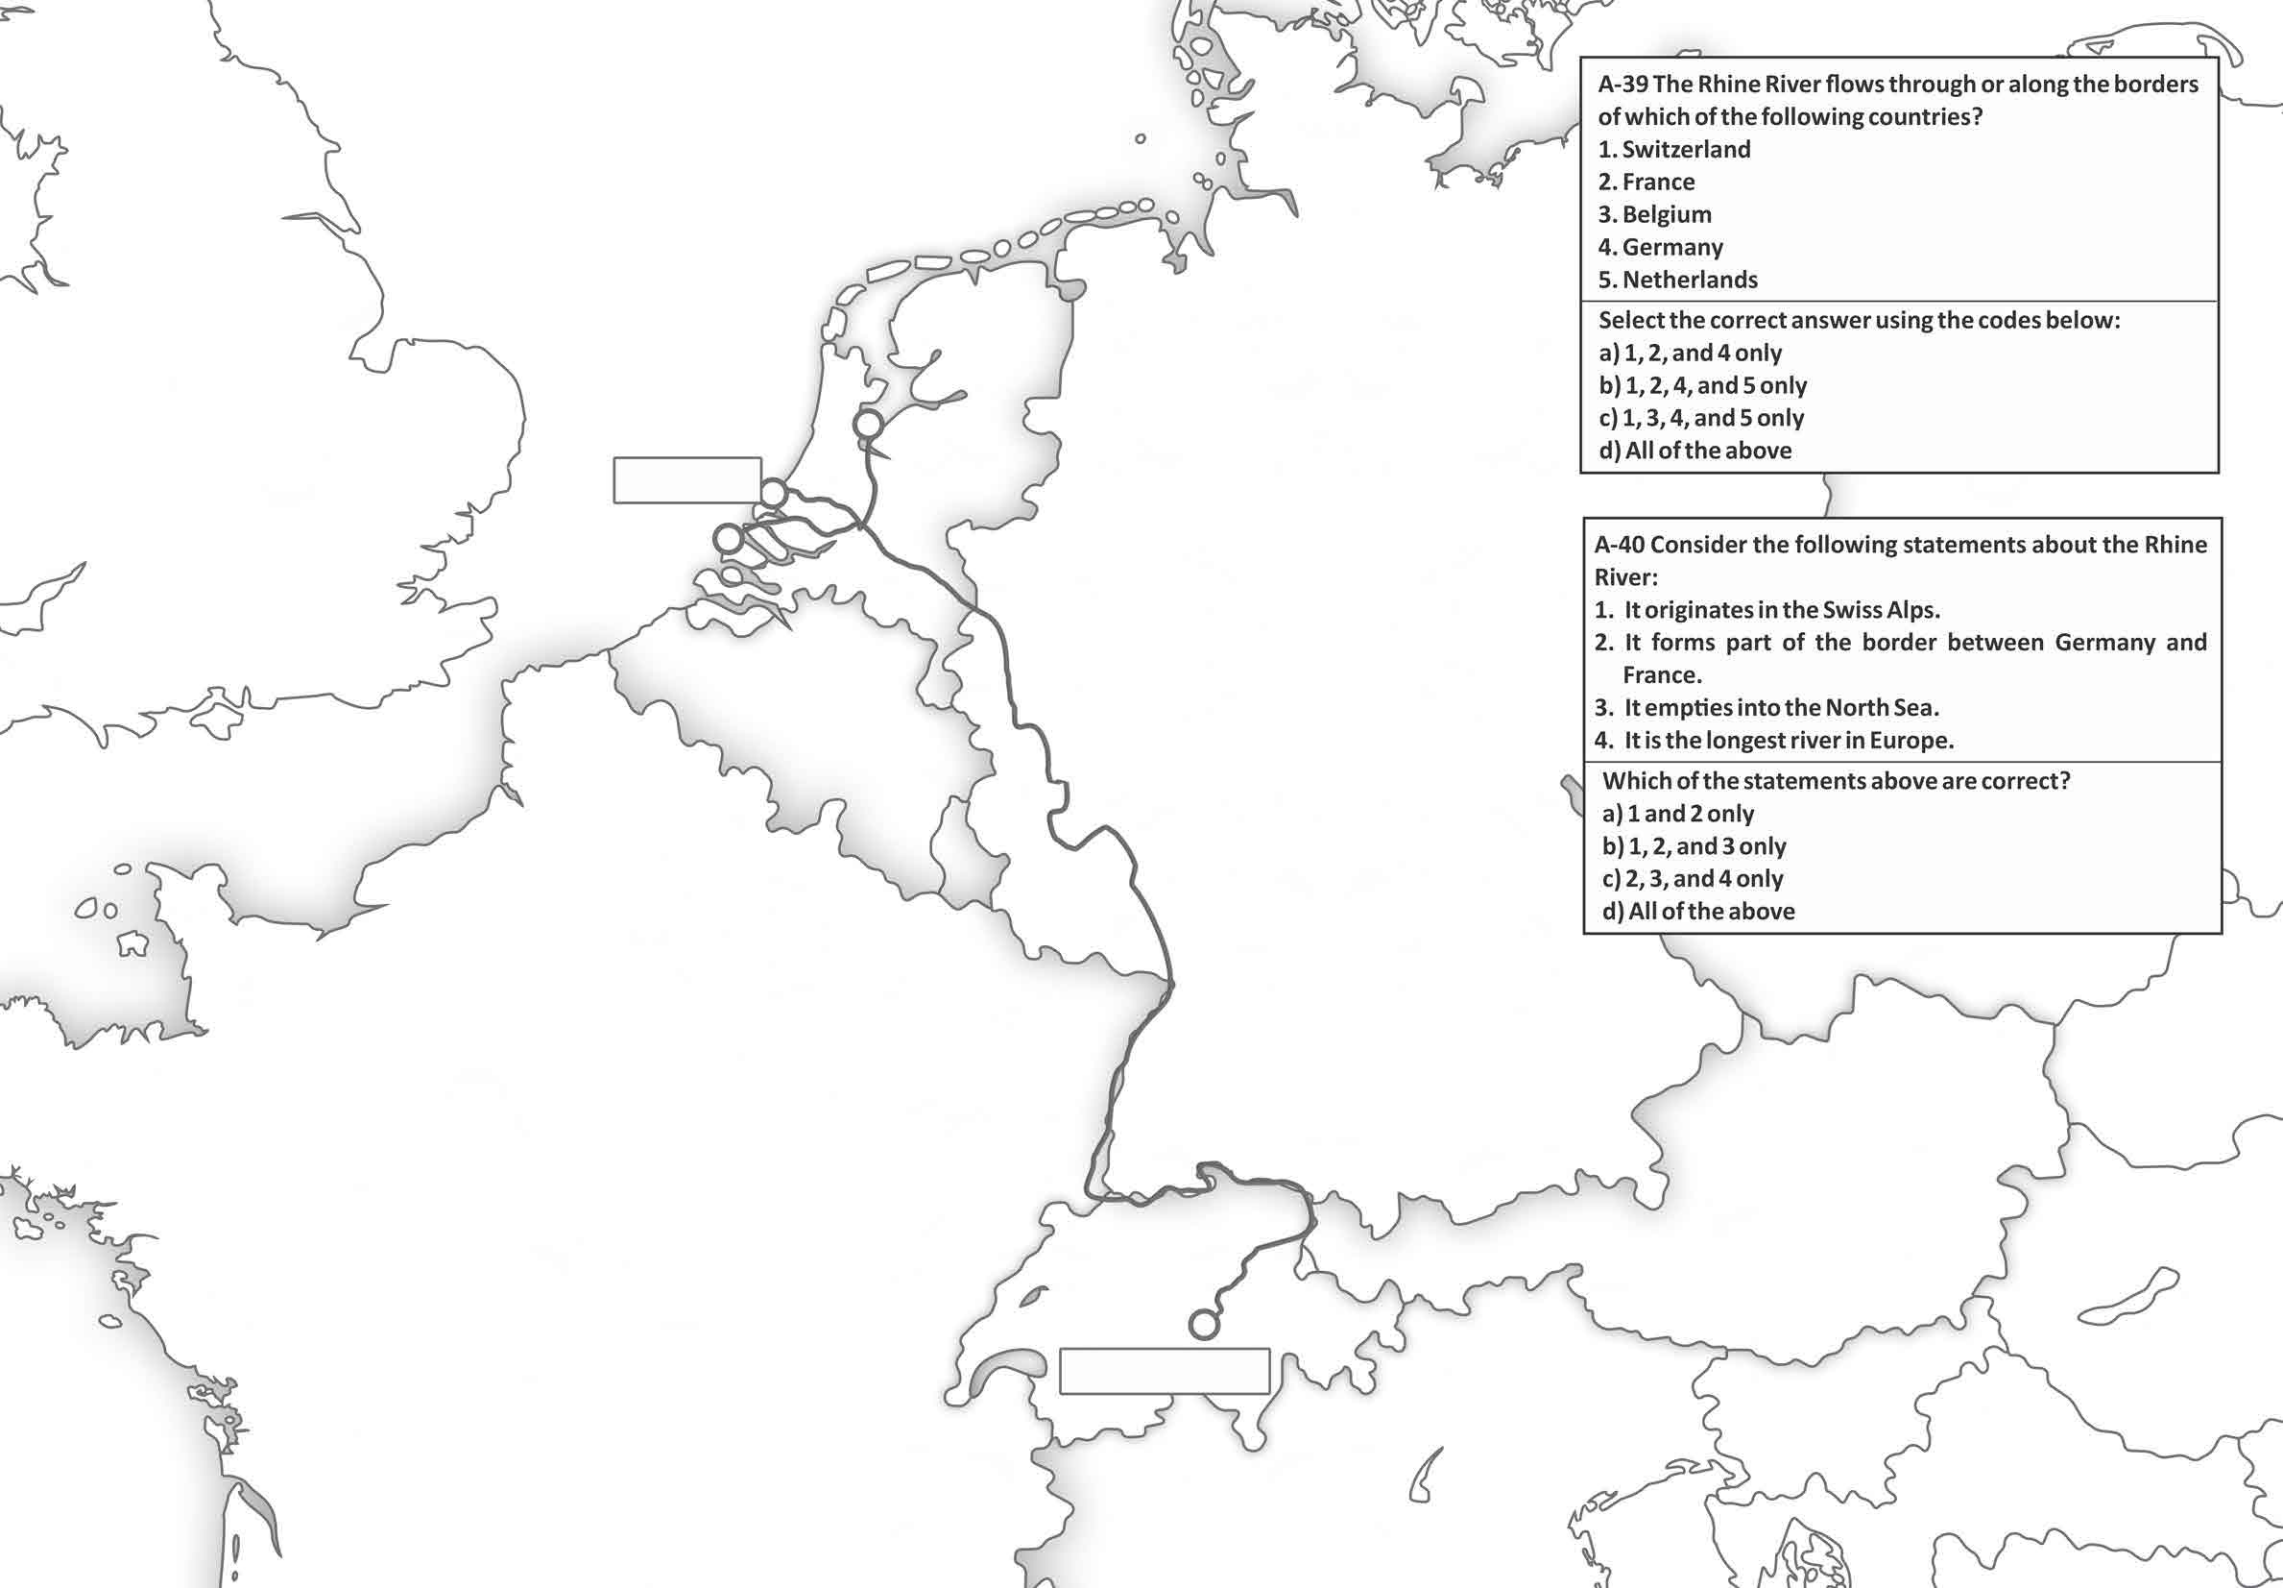 A-39 The Rhine River flows through or along the borders
of which of the following countries?
1. Switzerland
2. France
3. Belgium
4. Germany
5. Netherlands
Select the correct answer using the codes below:
a) 1, 2, and 4 only
b) 1, 2, 4, and 5 only
c) 1, 3, 4, and 5 only
d) All of the above
A-40 Consider the following statements about the Rhine
River:
1. It originates in the Swiss Alps.
2. It forms part of the border between Germany and
France.
3. It empties into the North Sea.
4. It is the longest river in Europe.
Which of the statements above are correct?
a) 1 and 2 only
b) 1, 2, and 3 only
c) 2, 3, and 4 only
d) All of the above